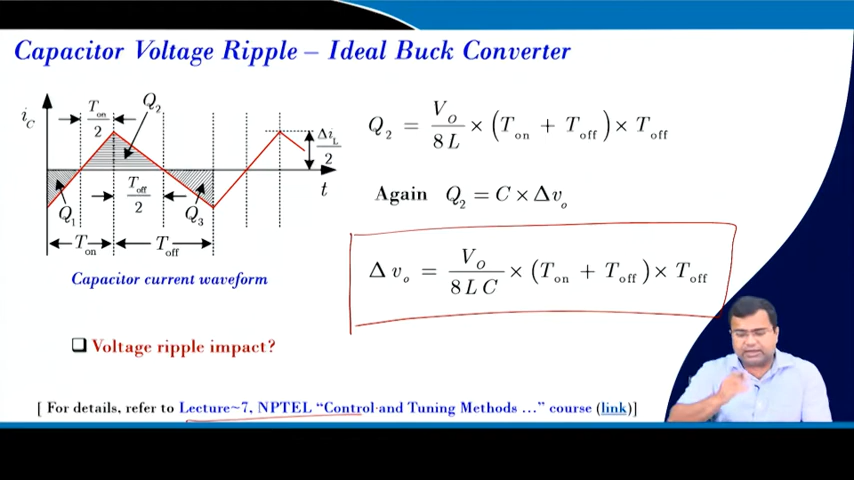 Capacitor Voltage Ripple – Ideal Buck Converter
i_C
T_on / 2
Q_2
Δi_L / 2
t
T_off / 2
Q_1
Q_3
T_on
T_off
Capacitor current waveform
Q_2 = V_O / 8L × (T_on + T_off) × T_off
Again Q_2 = C × Δv_o
Δv_o = V_O / 8LC × (T_on + T_off) × T_off
❑ Voltage ripple impact?
[ For details, refer to Lecture~7, NPTEL “Control and Tuning Methods …” course (link)]